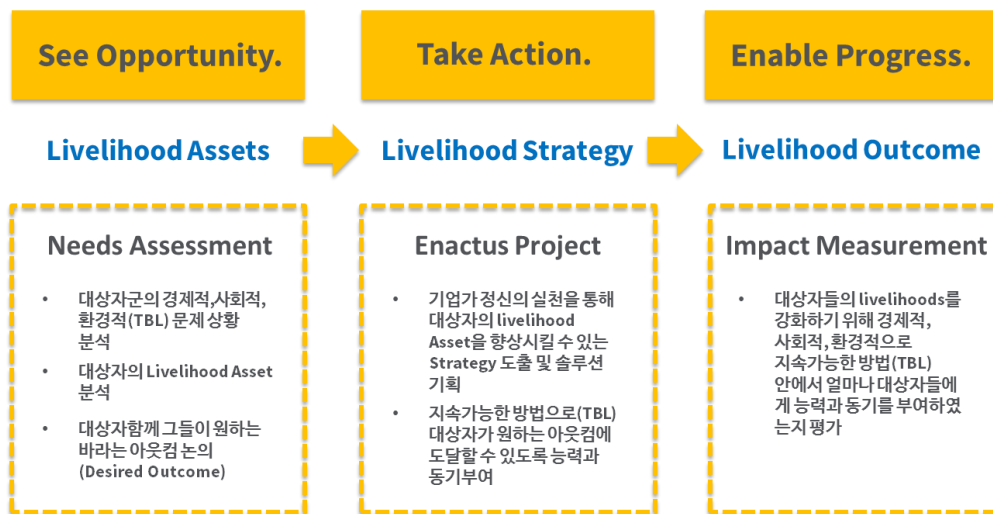 See Opportunity.
Take Action.
Enable Progress.
Livelihood Assets
Livelihood Strategy
Livelihood Outcome
Needs Assessment
• 대상자군의 경제적,사회적,
환경적(TBL) 문제 상황
분석
• 대상자의 Livelihood Asset
분석
• 대상자함께 그들이 원하는
바라는 아웃컴 논의
(Desired Outcome)
Enactus Project
• 기업가 정신의 실천을 통해
대상자의 livelihood
Asset을 향상시킬 수 있는
Strategy 도출 및 솔루션
기획
• 지속가능한 방법으로(TBL)
대상자가 원하는 아웃컴에
도달할 수 있도록 능력과
동기부여
Impact Measurement
• 대상자들의 livelihoods를
강화하기 위해 경제적,
사회적, 환경적으로
지속가능한 방법(TBL)
안에서 얼마나 대상자들에
게 능력과 동기를 부여하였
는지 평가